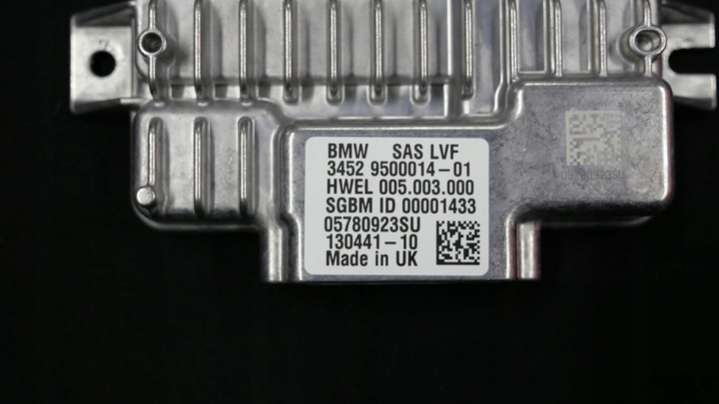 BMW SAS LVF
3452 9500014-01
HWEL 005.003.000
SGBM ID 00001433
05780923SU
130441-10
Made in UK
05780923SU